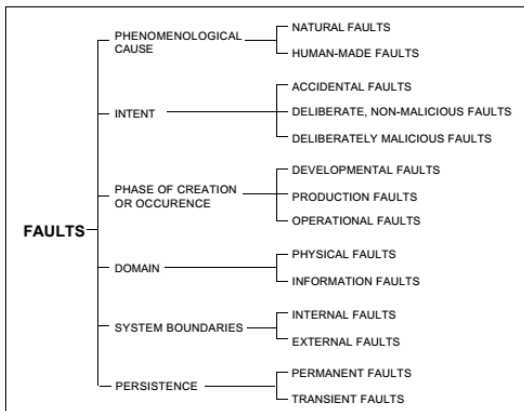 PHENOMENOLOGICAL
CAUSE
NATURAL FAULTS
HUMAN-MADE FAULTS
INTENT
ACCIDENTAL FAULTS
DELIBERATE, NON-MALICIOUS FAULTS
DELIBERATELY MALICIOUS FAULTS
PHASE OF CREATION
OR OCCURENCE
DEVELOPMENTAL FAULTS
PRODUCTION FAULTS
OPERATIONAL FAULTS
FAULTS
DOMAIN
PHYSICAL FAULTS
INFORMATION FAULTS
SYSTEM BOUNDARIES
INTERNAL FAULTS
EXTERNAL FAULTS
PERSISTENCE
PERMANENT FAULTS
TRANSIENT FAULTS